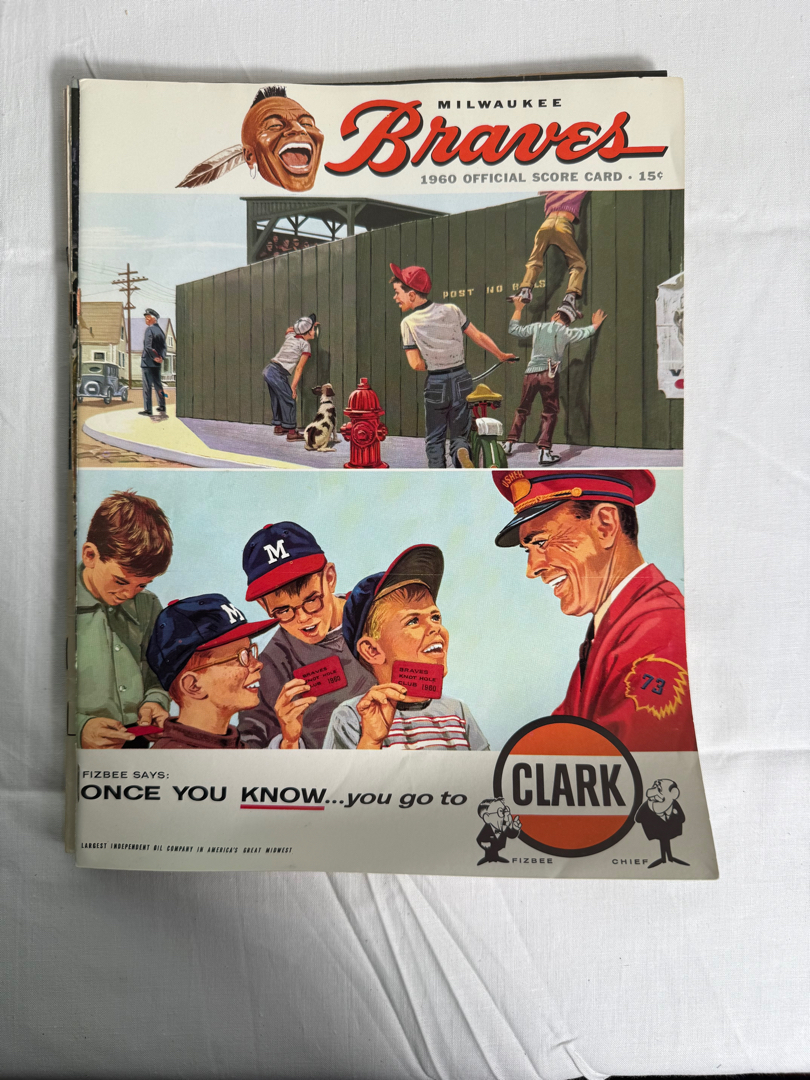 MILWAUKEE
Braves
1960 OFFICIAL SCORE CARD · 15¢
POST NO BILLS
USHER
M
M
BRAVES
KNOT HOLE
CLUB 1960
BRAVES
KNOT HOLE
CLUB 1960
73
FIZBEE SAYS:
ONCE YOU KNOW...you go to
CLARK
LARGEST INDEPENDENT OIL COMPANY IN AMERICA'S GREAT MIDWEST
FIZBEE
CHIEF